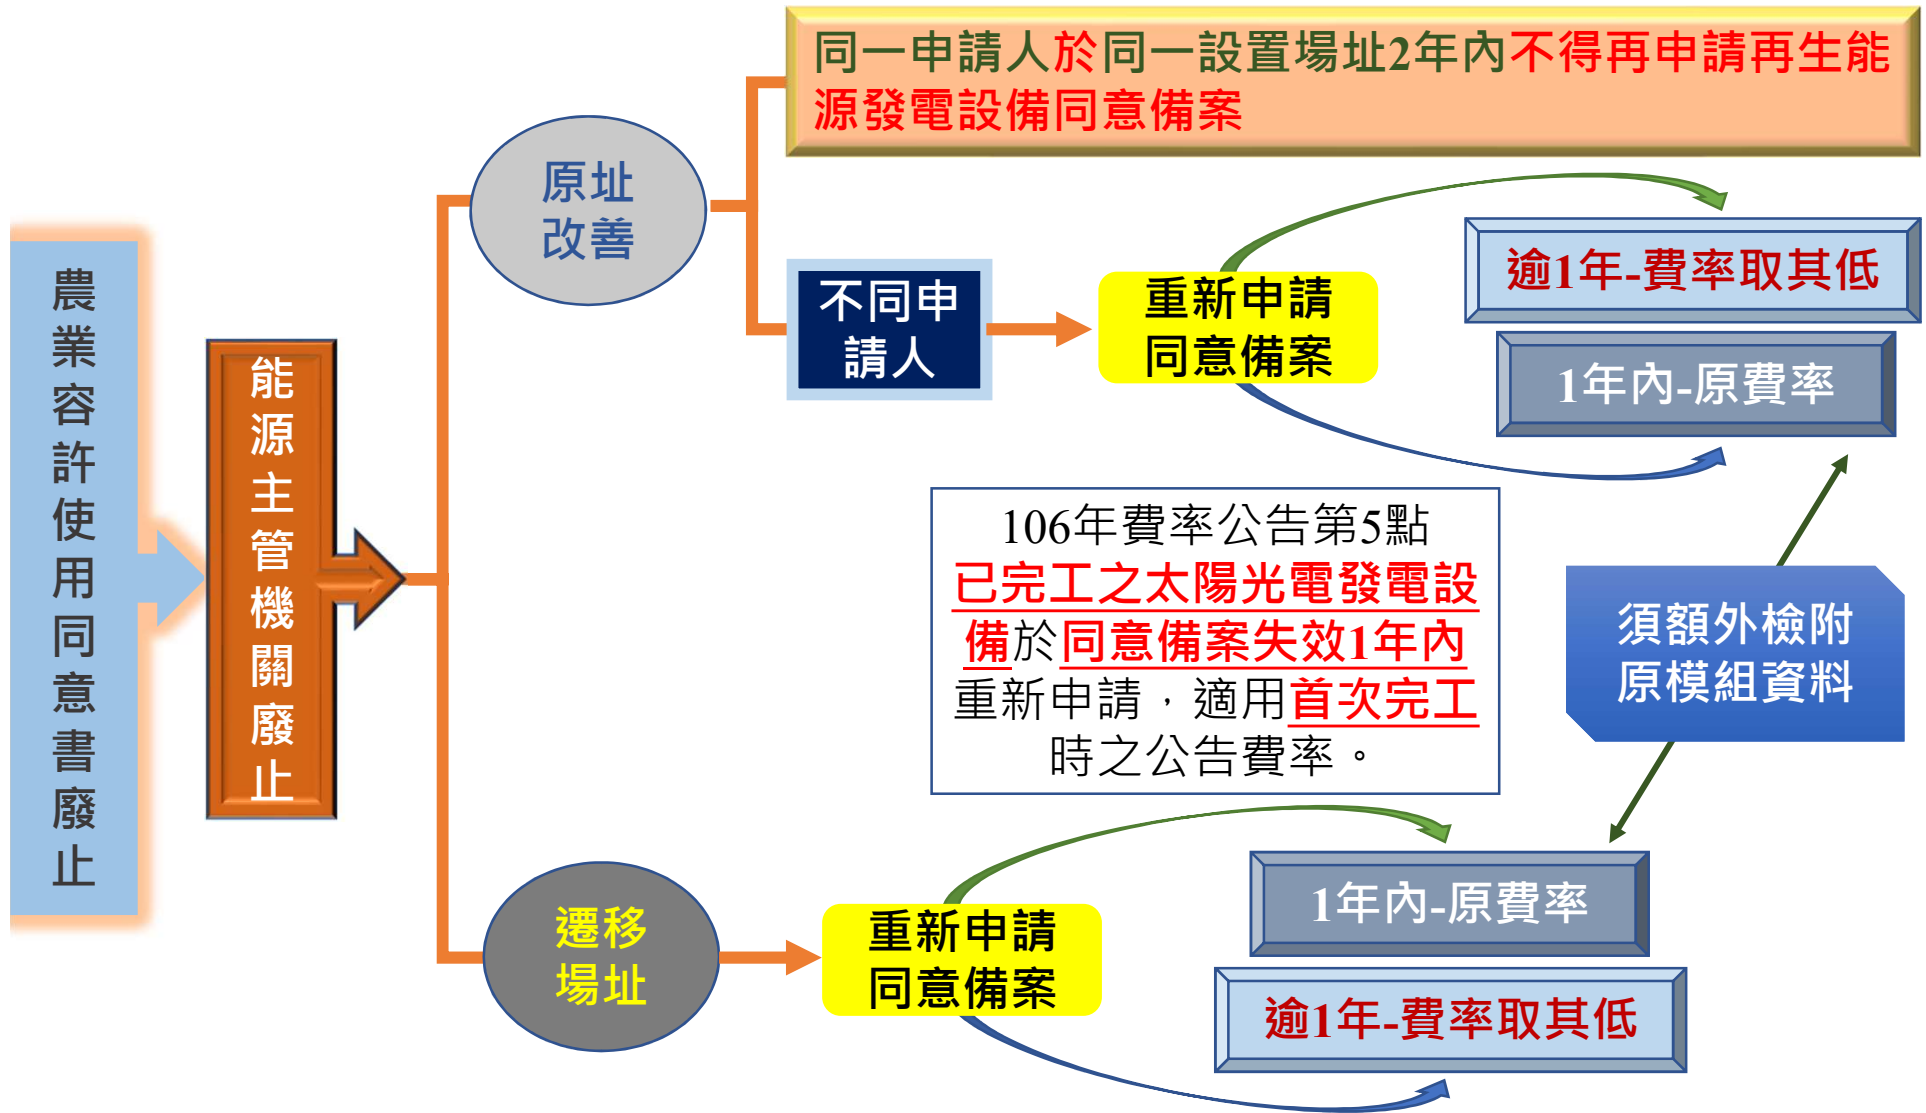 農業容許使用同意書廢止
能源主管機關廢止
原址
改善
同一申請人於同一設置場址2年內不得再申請再生能
源發電設備同意備案
不同申
請人
重新申請
同意備案
逾1年-費率取其低
1年內-原費率
106年費率公告第5點
已完工之太陽光電發電設
備於同意備案失效1年內
重新申請，適用首次完工
時之公告費率。
須額外檢附
原模組資料
遷移
場址
重新申請
同意備案
1年內-原費率
逾1年-費率取其低